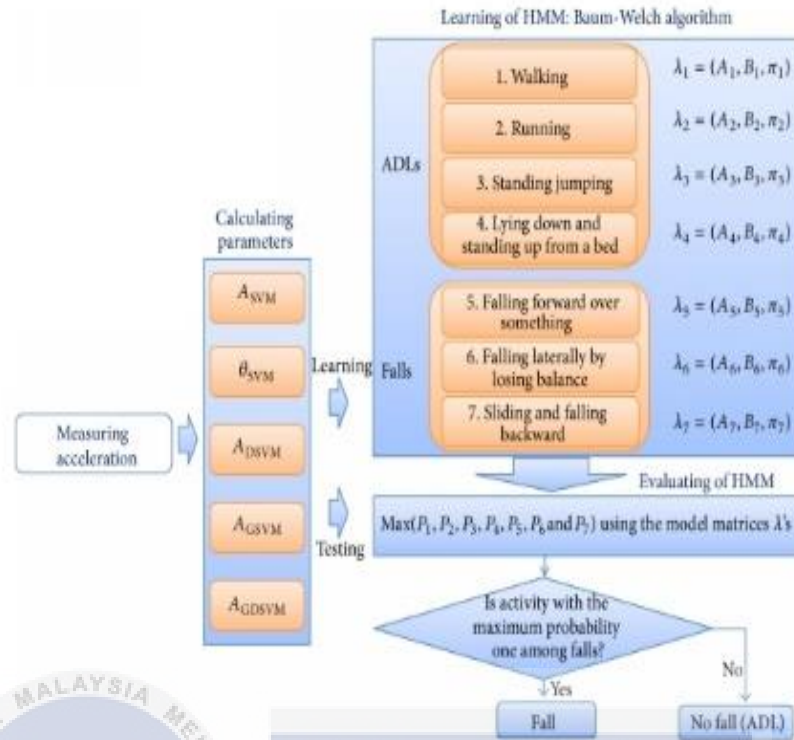 Learning of HMM: Baum-Welch algorithm
ADLs
1. Walking
λ₁ = (A₁, B₁, π₁)
2. Running
λ₂ = (A₂, B₂, π₂)
3. Standing jumping
λ₃ = (A₃, B₃, π₃)
4. Lying down and
standing up from a bed
λ₄ = (A₄, B₄, π₄)
Falls
5. Falling forward over
something
λ₅ = (A₅, B₅, π₅)
6. Falling laterally by
losing balance
λ₆ = (A₆, B₆, π₆)
7. Sliding and falling
backward
λ₇ = (A₇, B₇, π₇)
Calculating
parameters
A_SVM
θ_SVM
A_DSVM
A_GSVM
A_GDSVM
Measuring
acceleration
Learning
Testing
Evaluating of HMM
Max(P₁, P₂, P₃, P₄, P₅, P₆ and P₇) using the model matrices λ's
Is activity with the
maximum probability
one among falls?
Yes
No
Fall
No fall (ADL)
MALAYSIA